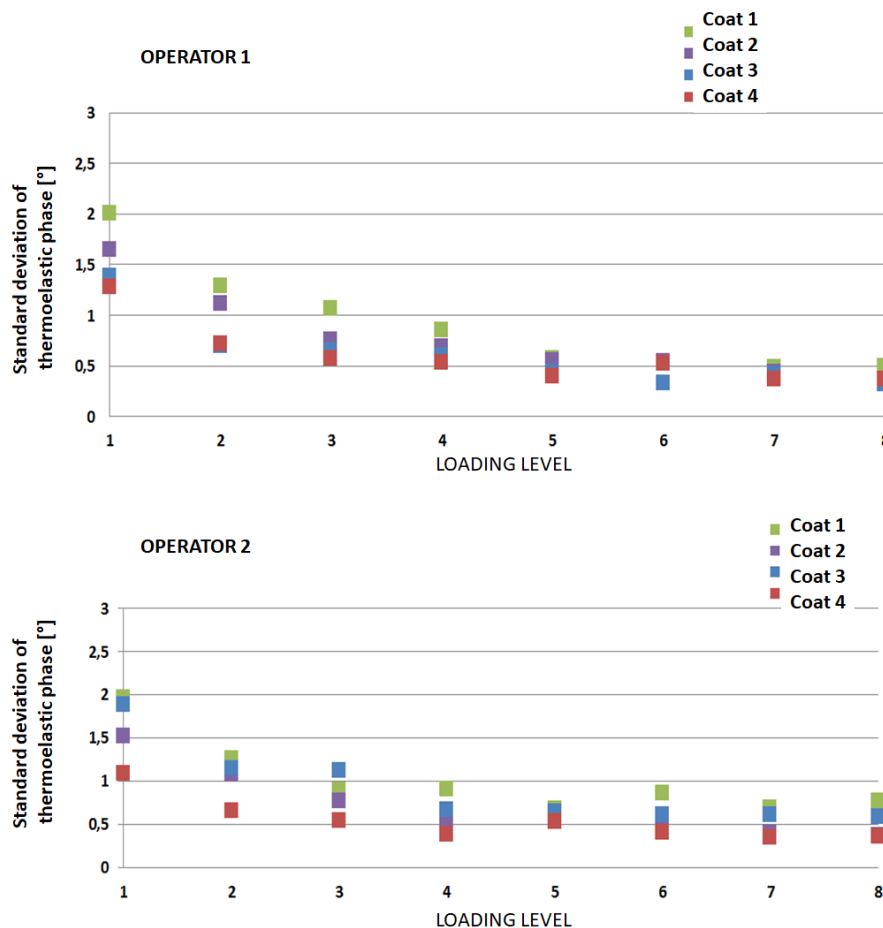 Coat 1
OPERATOR 1
Coat 2
Coat 3
Coat 4
Standard deviation of
thermoelastic phase [°]
3
2,5
2
1,5
1
0,5
0
1 2 3 4 5 6 7 8
LOADING LEVEL
Coat 1
OPERATOR 2
Coat 2
Coat 3
Coat 4
Standard deviation of
thermoelastic phase [°]
3
2,5
2
1,5
1
0,5
0
1 2 3 4 5 6 7 8
LOADING LEVEL